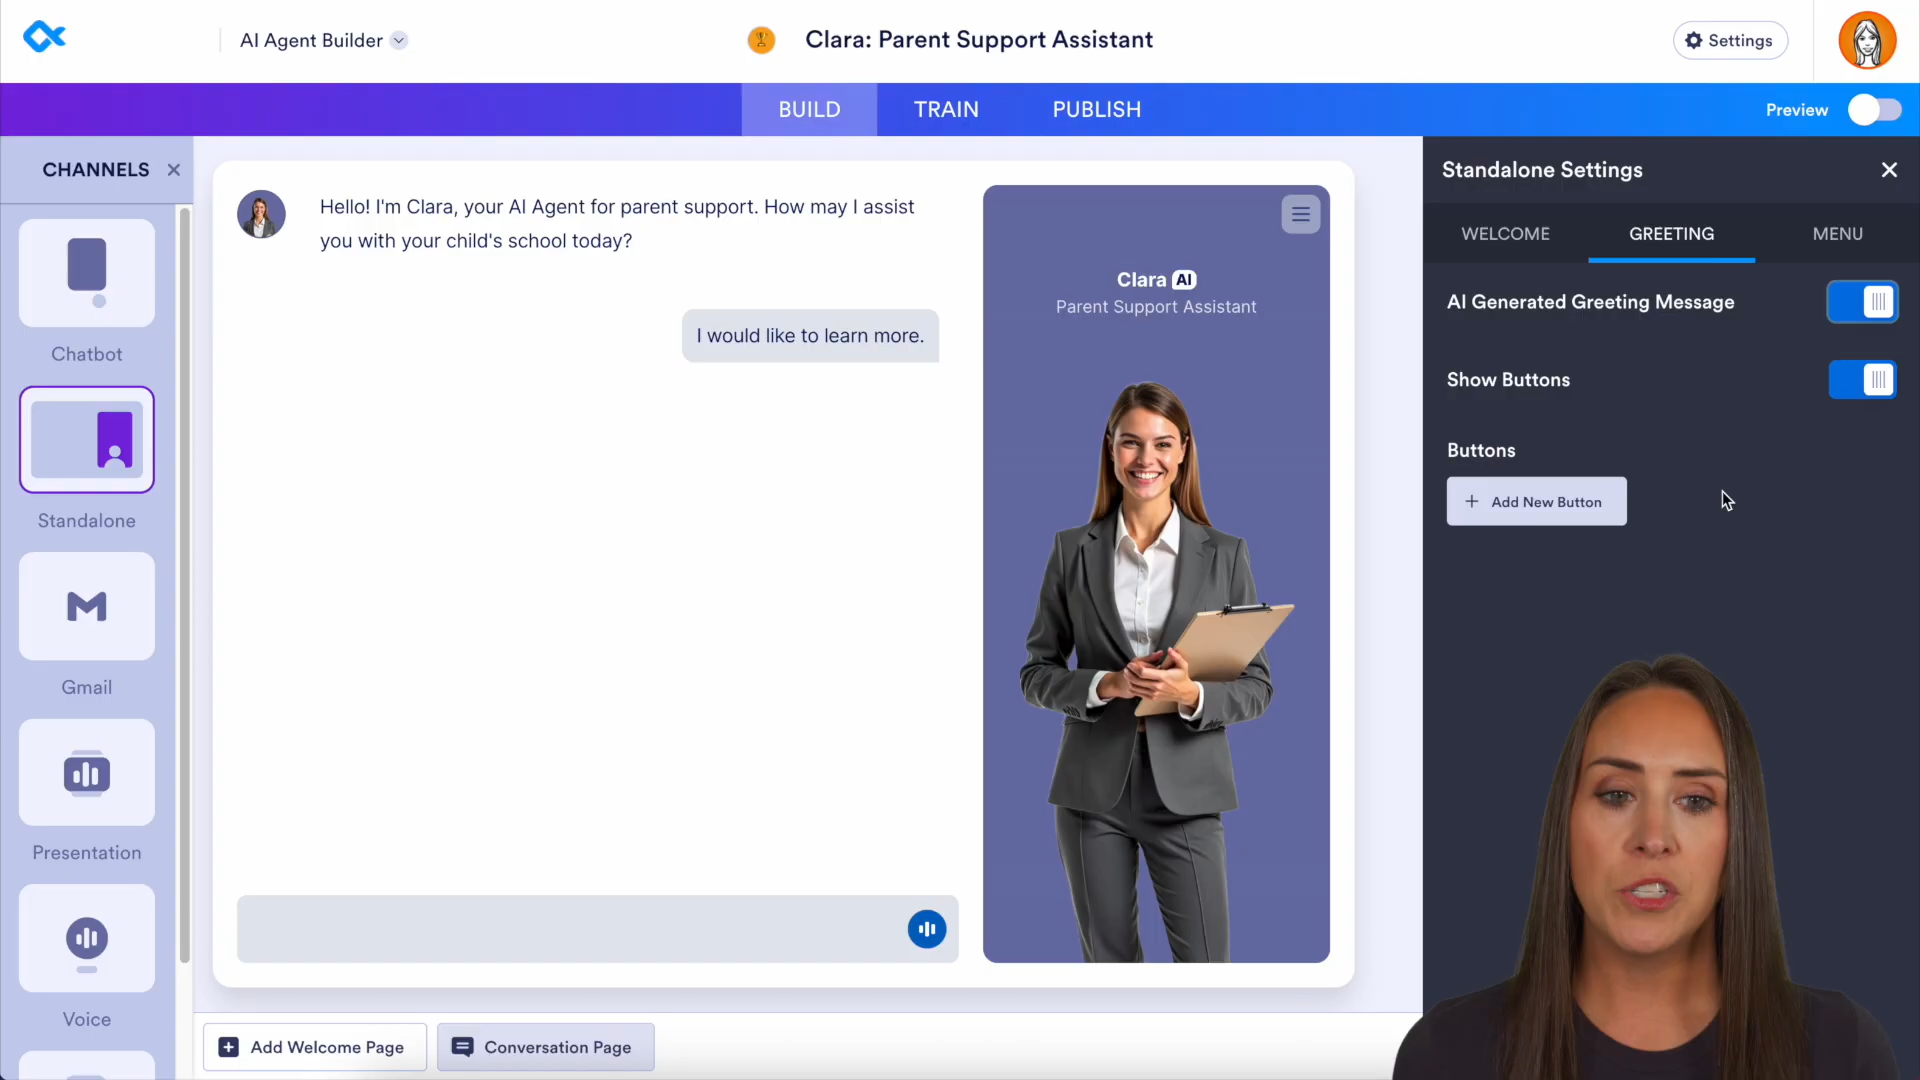 AI Agent Builder
Clara: Parent Support Assistant
Settings
BUILD
TRAIN
PUBLISH
Preview
CHANNELS
Chatbot
Standalone
Gmail
Presentation
Voice
Hello! I'm Clara, your AI Agent for parent support. How may I assist
you with your child's school today?
I would like to learn more.
Clara AI
Parent Support Assistant
Add Welcome Page
Conversation Page
Standalone Settings
WELCOME
GREETING
MENU
AI Generated Greeting Message
Show Buttons
Buttons
+ Add New Button